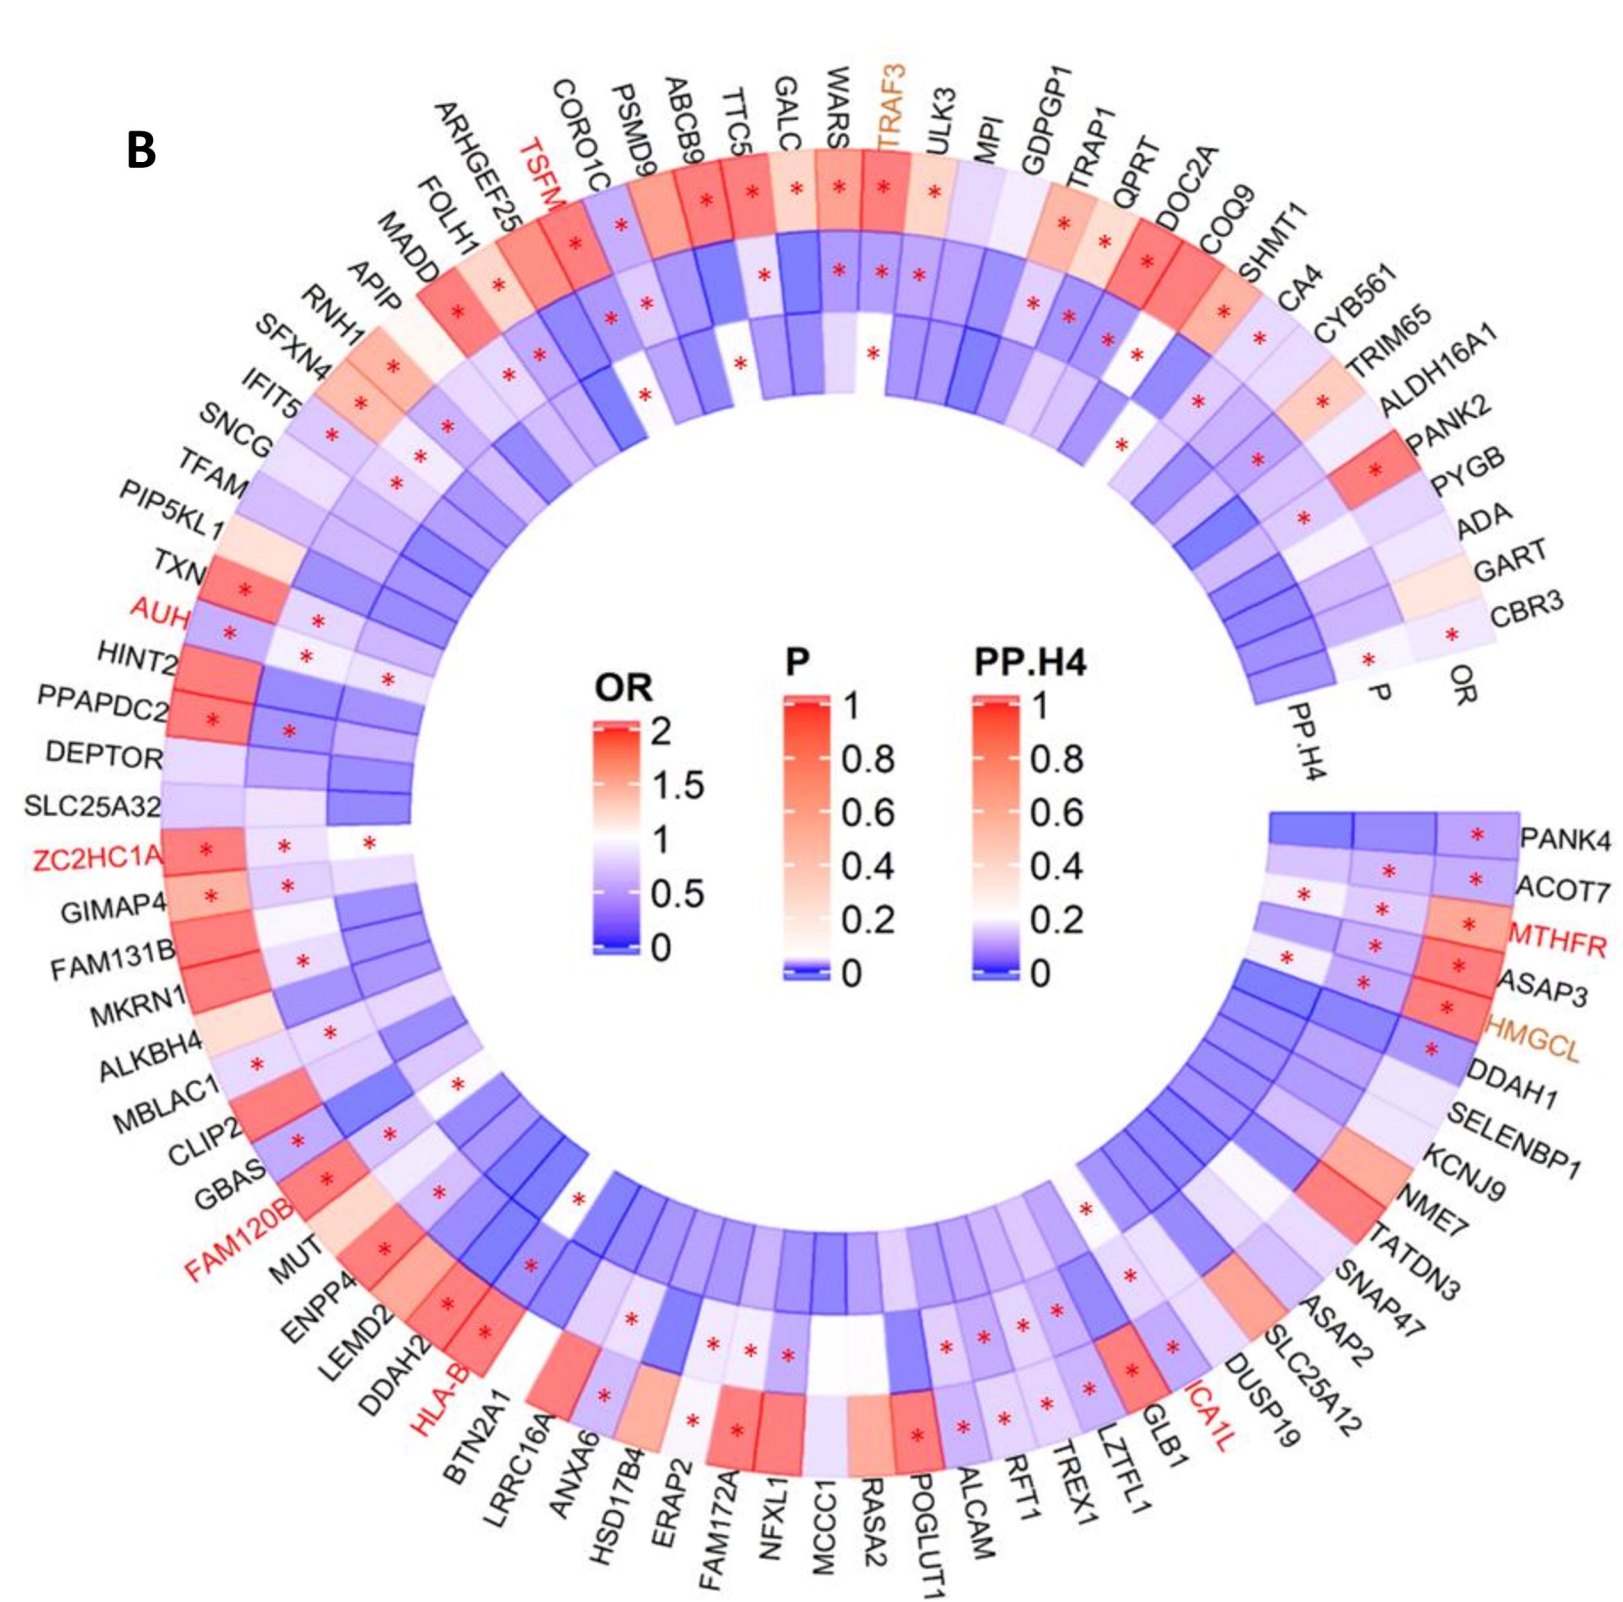 B
PANK4
ACOT7
MTHFR
ASAP3
HMGCL
DDAH1
SELENBP1
KCNJ9
NME7
TATDN3
SNAP47
ASAP2
SLC25A12
DUSP19
ICA1L
GLB1
LZTFL1
TREX1
RFT1
ALCAM
POGLUT1
RASA2
MCCC1
NFXL1
FAM172A
ERAP2
HSD17B4
ANXA6
LRRC16A
BTN2A1
HLA-B
DDAH2
LEMD2
ENPP4
MUT
FAM120B
GBAS
CLIP2
MBLAC1
ALKBH4
MKRN1
FAM131B
GIMAP4
ZC2HC1A
SLC25A32
DEPTOR
PPAPDC2
HINT2
AUH
TXN
PIP5KL1
TFAM
SNCG
IFIT5
SFXN4
RNH1
APIP
MADD
FOLH1
ARHGEF25
TSFM
CORO1C
PSMD9
ABCB9
TTC5
GALC
WARS
TRAF3
ULK3
MPI
GDPGP1
TRAP1
QPRT
DOC2A
COQ9
SHMT1
CA4
CYB561
TRIM65
ALDH16A1
PANK2
PYGB
ADA
GART
CBR3
OR
P
PP.H4
OR
2
1.5
1
0.5
0
P
1
0.8
0.6
0.4
0.2
0
PP.H4
1
0.8
0.6
0.4
0.2
0